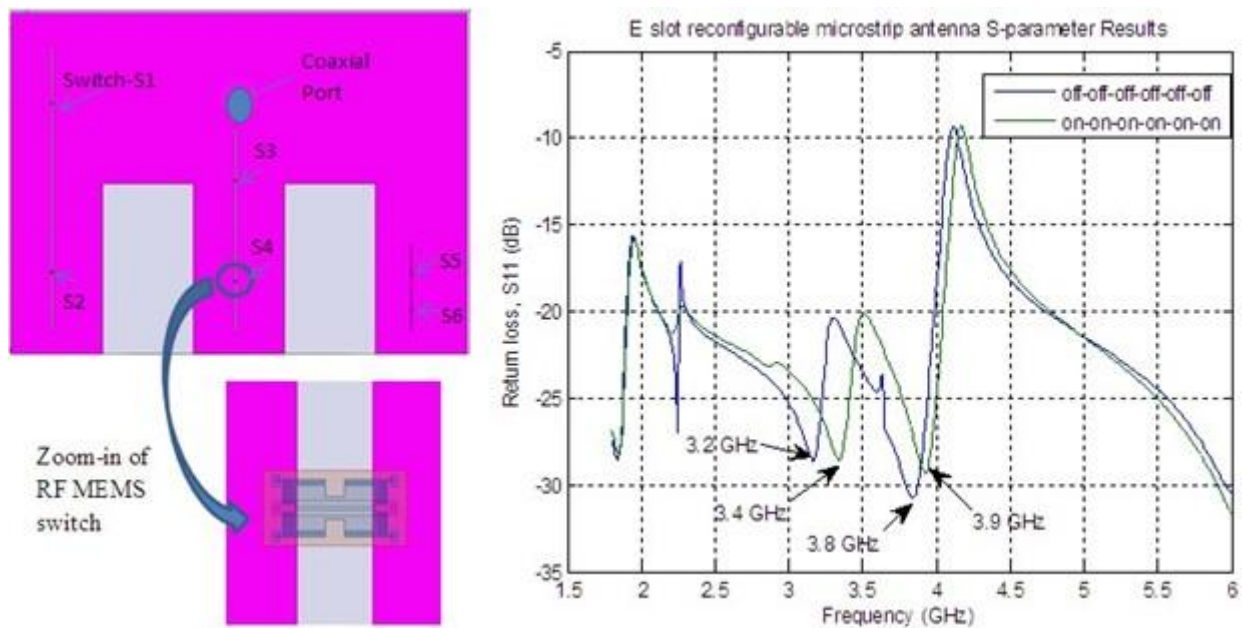 Switch-S1
Coaxial
Port
S3
S4
S2
S5
S6
Zoom-in of
RF MEMS
switch
E slot reconfigurable microstrip antenna S-parameter Results
off-off-off-off-off-off
on-on-on-on-on-on
Return loss, S11 (dB)
-5
-10
-15
-20
-25
-30
-35
3.2 GHz
3.4 GHz
3.8 GHz
3.9 GHz
1.5 2 2.5 3 3.5 4 4.5 5 5.5 6
Frequency (GHz)